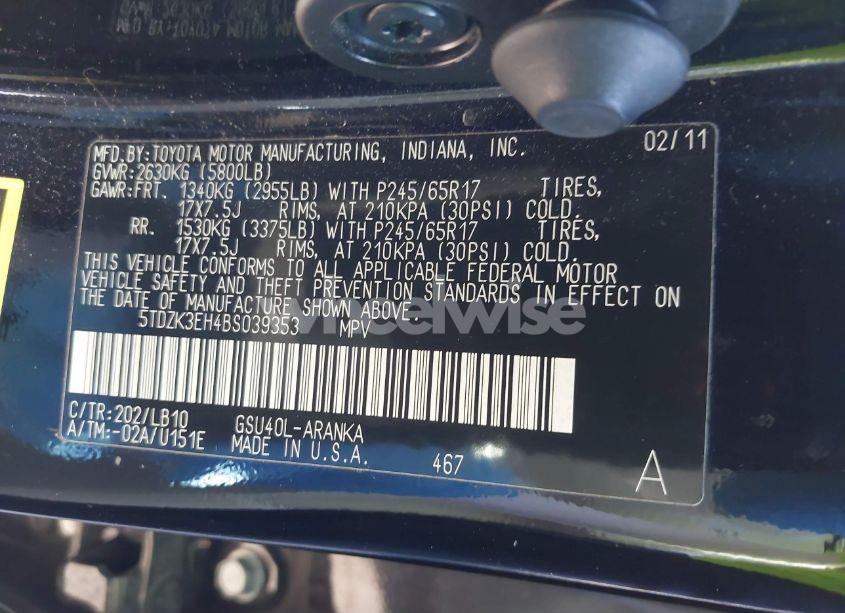 MFD.BY:TOYOTA MOTOR MANUFACTURING, INDIANA, INC. 02/11
GVWR:2630KG (5800LB)
GAWR:FRT. 1340KG (2955LB) WITH P245/65R17 TIRES,
17X7.5J RIMS, AT 210KPA (30PSI) COLD.
RR. 1530KG (3375LB) WITH P245/65R17 TIRES,
17X7.5J RIMS, AT 210KPA (30PSI) COLD.
THIS VEHICLE CONFORMS TO ALL APPLICABLE FEDERAL MOTOR
VEHICLE SAFETY AND THEFT PREVENTION STANDARDS IN EFFECT ON
THE DATE OF MANUFACTURE SHOWN ABOVE.
5TDZK3EH4BS039353 MPV
C/TR:202/LB10 GSU40L-ARANKA
A/TM:-02A/U151E MADE IN U.S.A. 467 A